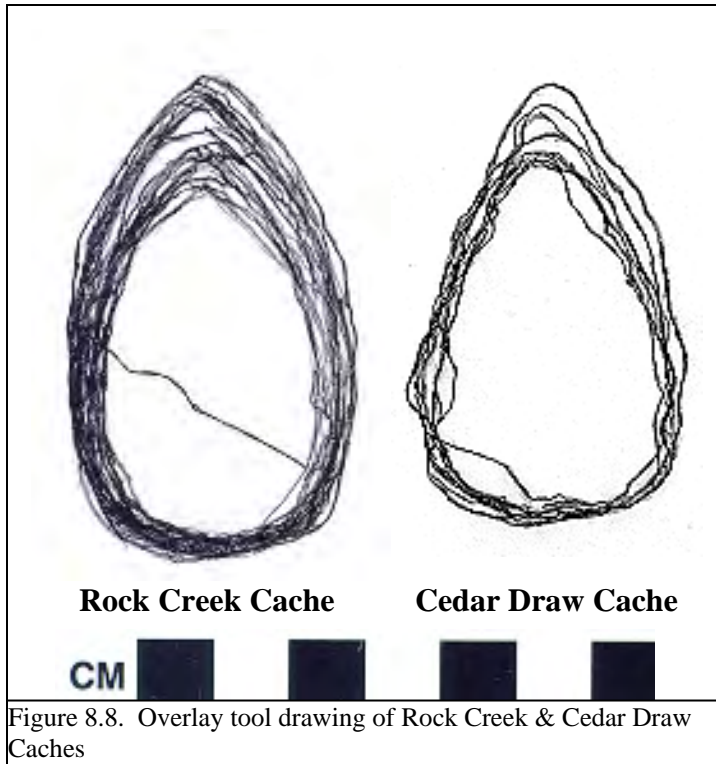 Rock Creek Cache Cedar Draw Cache
CM
Figure 8.8. Overlay tool drawing of Rock Creek & Cedar Draw
Caches